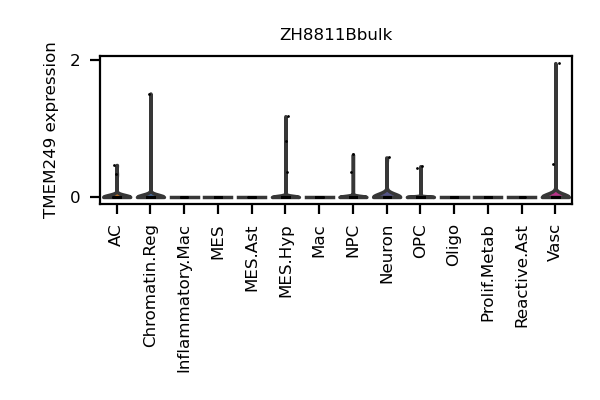 ZH8811Bbulk
TMEM249 expression
2
0
AC
Chromatin.Reg
Inflammatory.Mac
MES
MES.Ast
MES.Hyp
Mac
NPC
Neuron
OPC
Oligo
Prolif.Metab
Reactive.Ast
Vasc